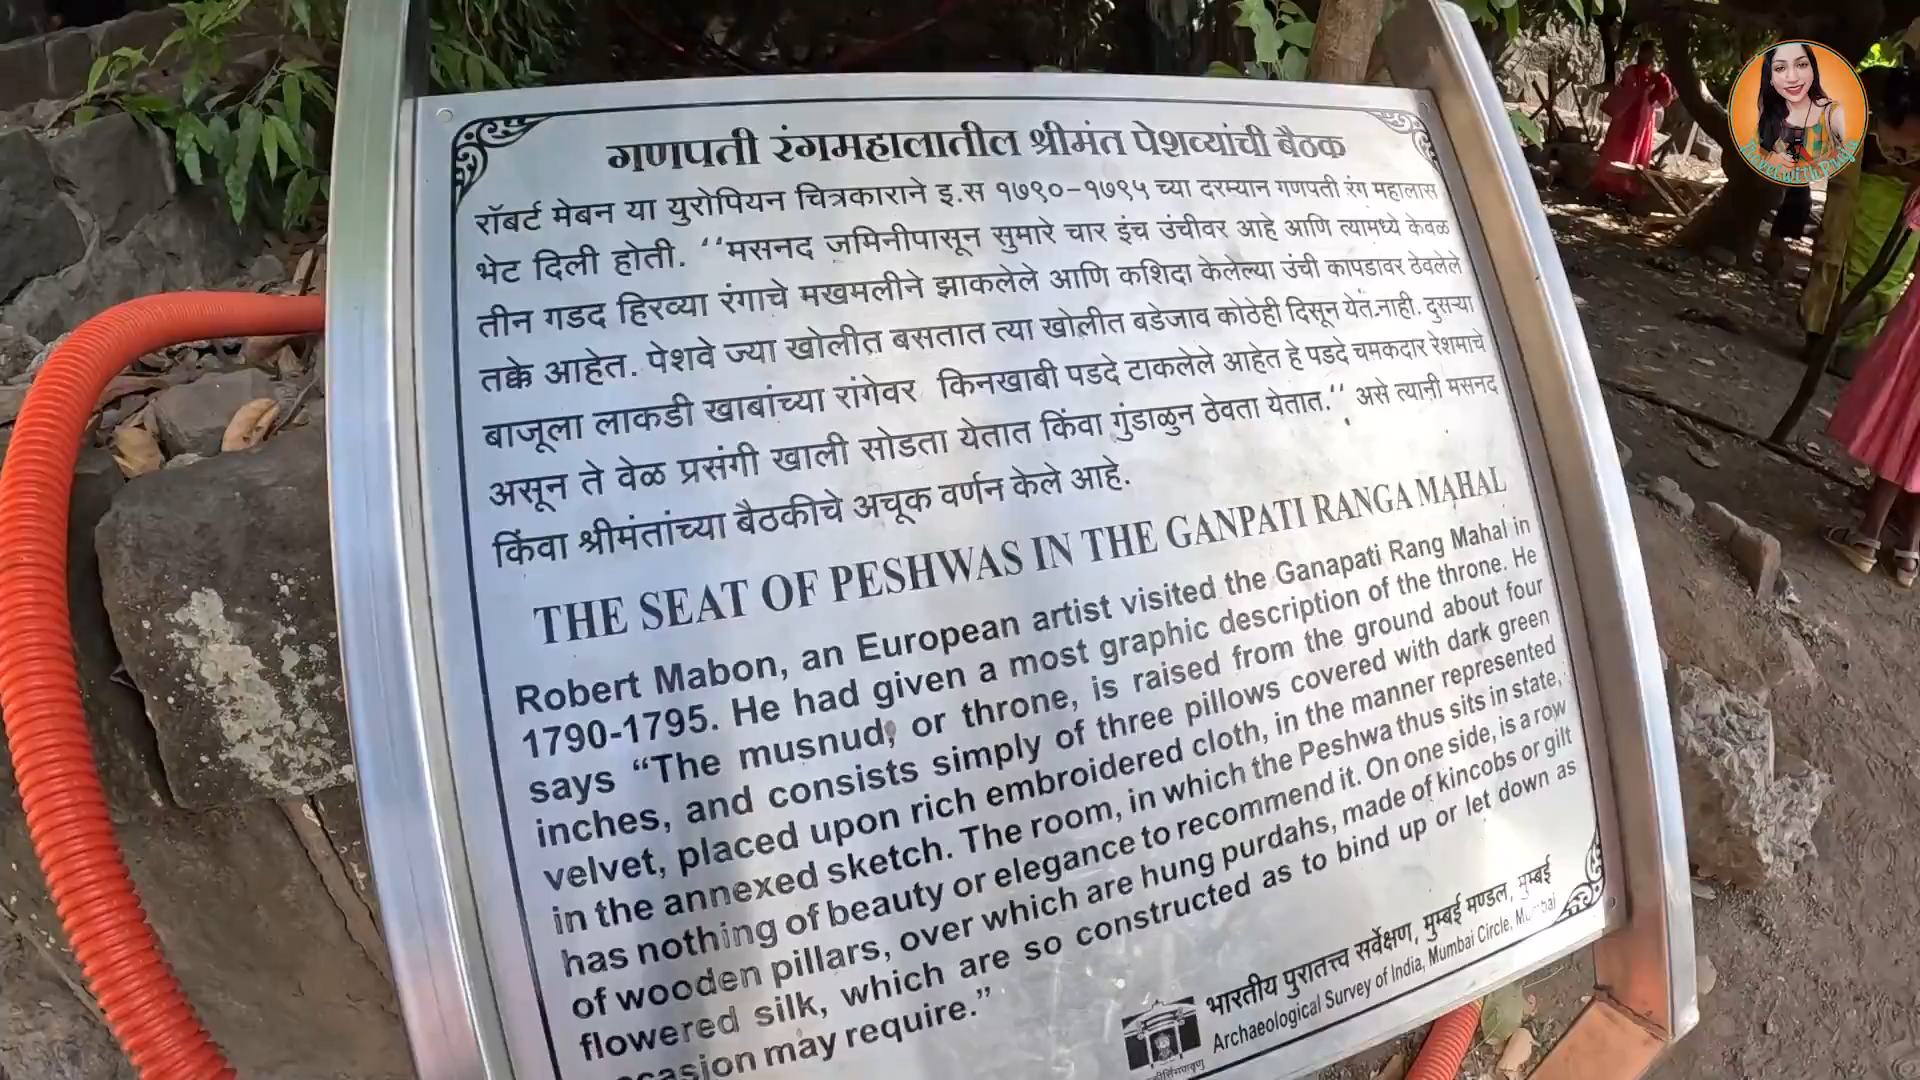 गणपती रंगमहालातील श्रीमंत पेशव्यांची बैठक
रॉबर्ट मेबन या युरोपियन चित्रकाराने इ.स १७९०-१७९५ च्या दरम्यान गणपती रंग महालास
भेट दिली होती. ‘‘मसनद जमिनीपासून सुमारे चार इंच उंचीवर आहे आणि त्यामध्ये केवळ
तीन गडद हिरव्या रंगाचे मखमलीने झाकलेले आणि कशिदा केलेल्या उंची कापडावर ठेवलेले
तक्के आहेत. पेशवे ज्या खोलीत बसतात त्या खोलीत बडेजाव कोठेही दिसून येत नाही. दुसऱ्या
बाजूला लाकडी खाबांच्या रांगेवर किनखाबी पडदे टाकलेले आहेत हे पडदे चमकदार रेशमाचे
असून ते वेळ प्रसंगी खाली सोडता येतात किंवा गुंडाळुन ठेवता येतात.’’ असे त्यानी मसनद
किंवा श्रीमंतांच्या बैठकीचे अचूक वर्णन केले आहे.
THE SEAT OF PESHWAS IN THE GANPATI RANGA MAHAL
Robert Mabon, an European artist visited the Ganapati Rang Mahal in
1790-1795. He had given a most graphic description of the throne. He
says “The musnud, or throne, is raised from the ground about four
inches, and consists simply of three pillows covered with dark green
velvet, placed upon rich embroidered cloth, in the manner represented
in the annexed sketch. The room, in which the Peshwa thus sits in state,
has nothing of beauty or elegance to recommend it. On one side, is a row
of wooden pillars, over which are hung purdahs, made of kincobs or gilt
flowered silk, which are so constructed as to bind up or let down as
may require.”
भारतीय पुरातत्त्व सर्वेक्षण, मुम्बई मण्डल, मुम्बई
Archaeological Survey of India, Mumbai Circle,
Travel with Puja